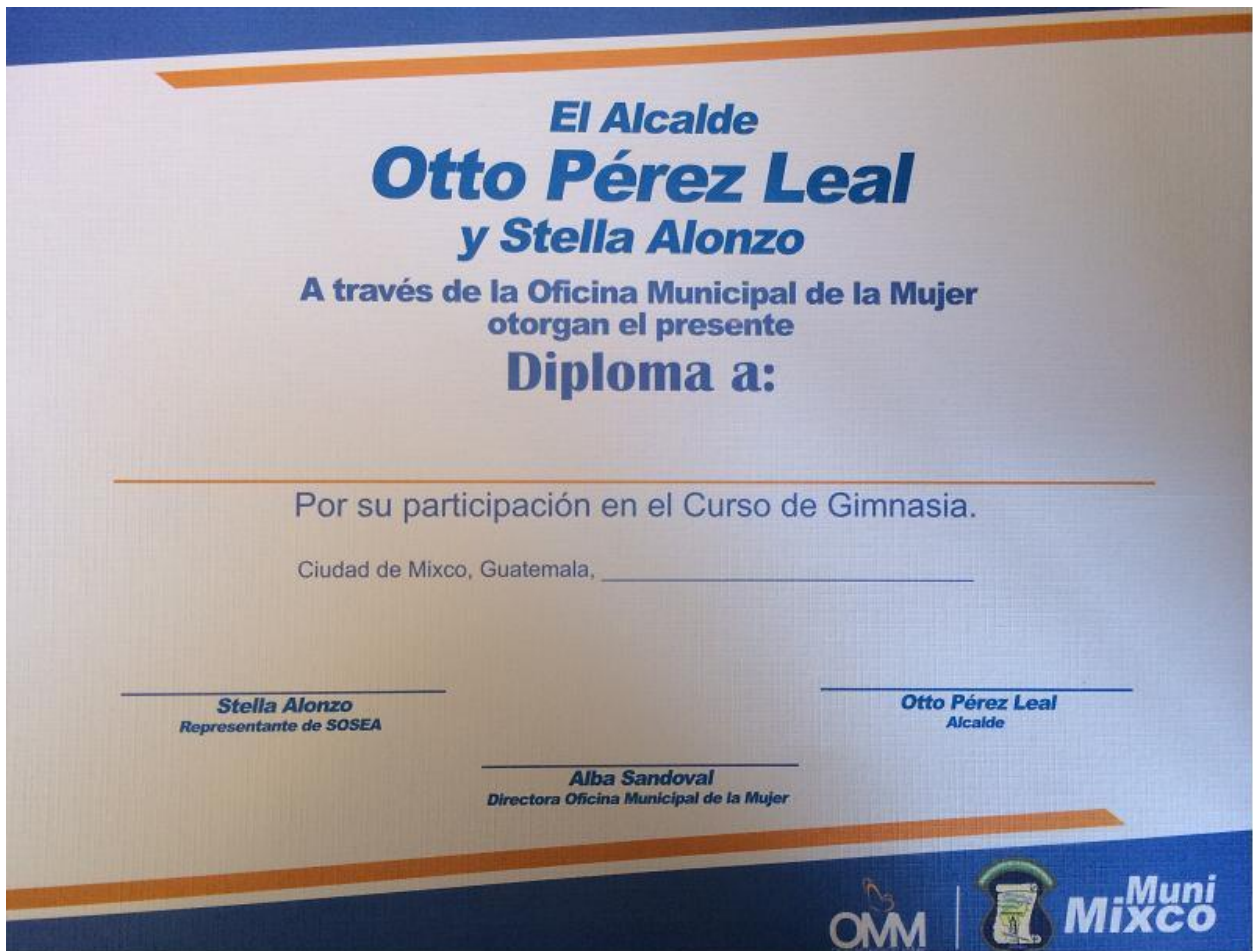 El Alcalde
Otto Pérez Leal
y Stella Alonzo
A través de la Oficina Municipal de la Mujer
otorgan el presente
Diploma a:
Por su participación en el Curso de Gimnasia.
Ciudad de Mixco, Guatemala,
Stella Alonzo
Representante de SOSEA
Otto Pérez Leal
Alcalde
Alba Sandoval
Directora Oficina Municipal de la Mujer
OMM
Muni
Mixco